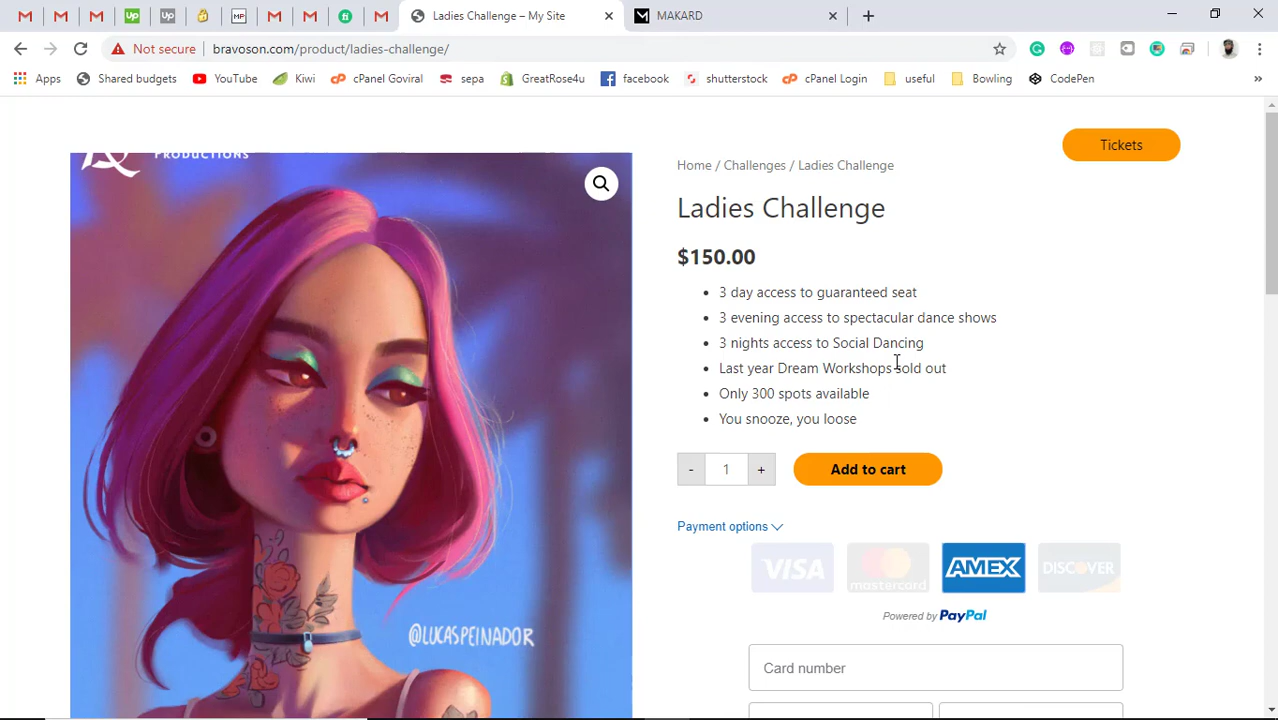 Ladies Challenge – My Site
MAKARD
Not secure
bravoson.com/product/ladies-challenge/
Apps
Shared budgets
YouTube
Kiwi
cPanel Goviral
sepa
GreatRose4u
facebook
shutterstock
cPanel Login
useful
Bowling
CodePen
»
Tickets
PRODUCTIONS
Home / Challenges / Ladies Challenge
Ladies Challenge
$150.00
• 3 day access to guaranteed seat
• 3 evening access to spectacular dance shows
• 3 nights access to Social Dancing
• Last year Dream Workshops sold out
• Only 300 spots available
• You snooze, you loose
- 1 +
Add to cart
Payment options
VISA
mastercard
AMEX
DISCOVER
Powered by PayPal
@LUCASPEINADOR
Card number